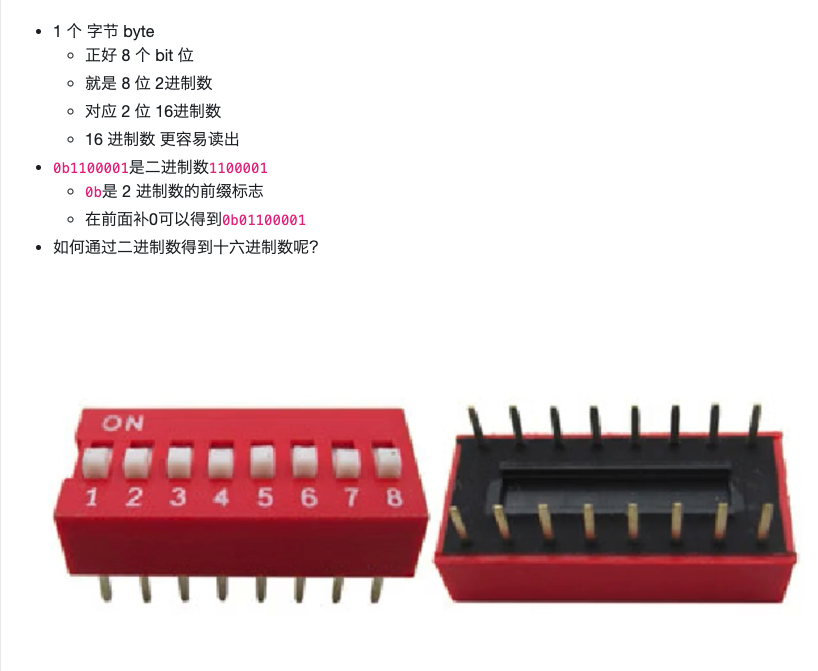 1 个 字节 byte
正好 8 个 bit 位
就是 8 位 2进制数
对应 2 位 16进制数
16 进制数 更容易读出
0b1100001是二进制数1100001
0b是 2 进制数的前缀标志
在前面补0可以得到0b01100001
如何通过二进制数得到十六进制数呢?
ON
1 2 3 4 5 6 7 8